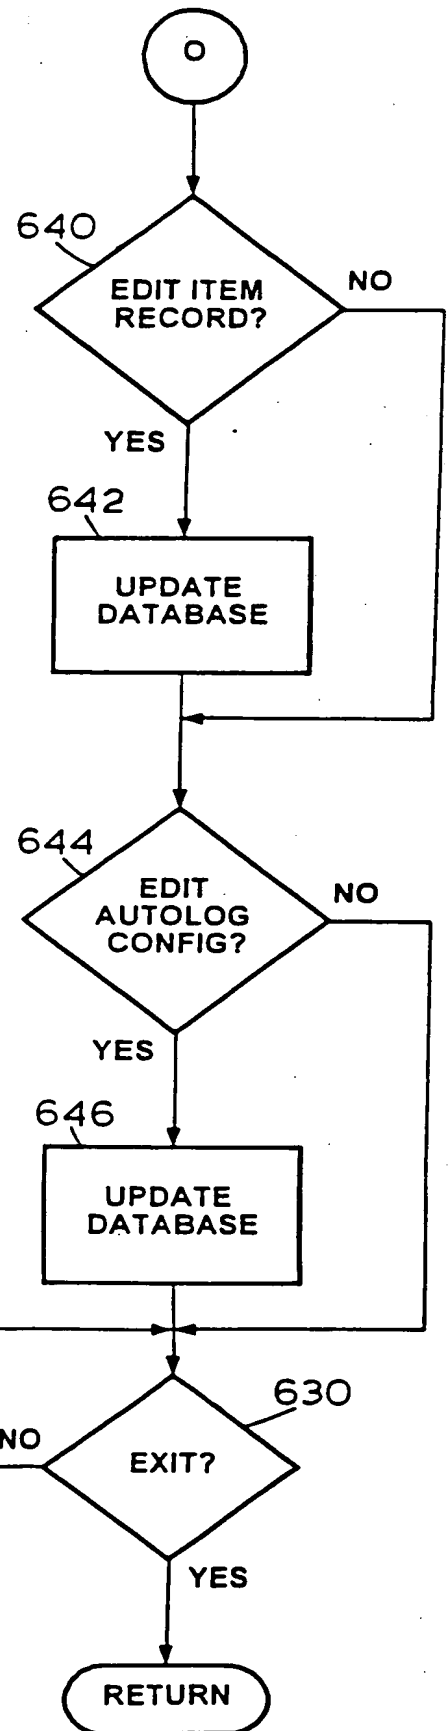 O
640
EDIT ITEM
RECORD?
NO
YES
642
UPDATE
DATABASE
644
EDIT
AUTOLOG
CONFIG?
NO
YES
646
UPDATE
DATABASE
630
NO
EXIT?
YES
RETURN